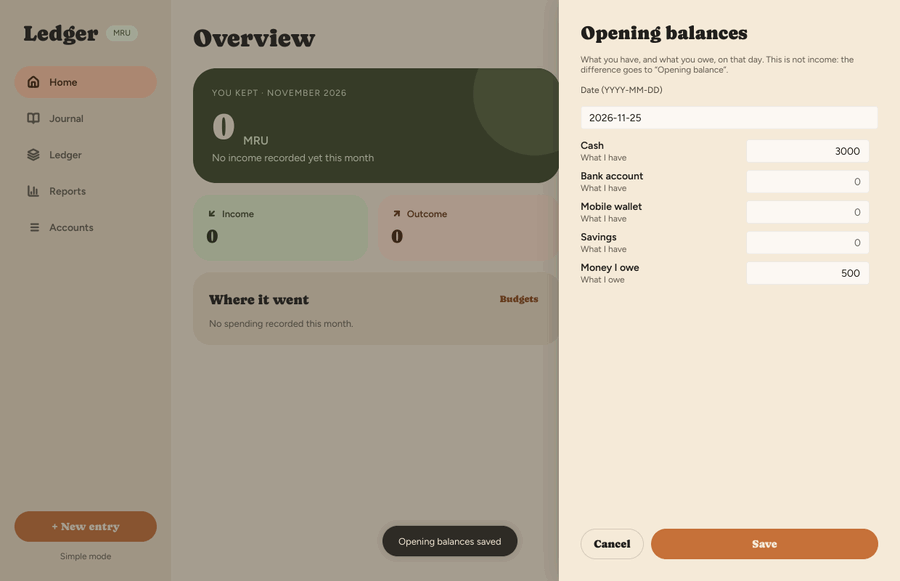 Ledger
MRU
Home
Journal
Ledger
Reports
Accounts
+ New entry
Simple mode
Overview
YOU KEPT · NOVEMBER 2026
0 MRU
No income recorded yet this month
Income
0
Outcome
0
Where it went
Budgets
No spending recorded this month.
Opening balances saved
Opening balances
What you have, and what you owe, on that day. This is not income: the
difference goes to "Opening balance".
Date (YYYY-MM-DD)
2026-11-25
Cash
What I have
3000
Bank account
What I have
0
Mobile wallet
What I have
0
Savings
What I have
0
Money I owe
What I owe
500
Cancel
Save